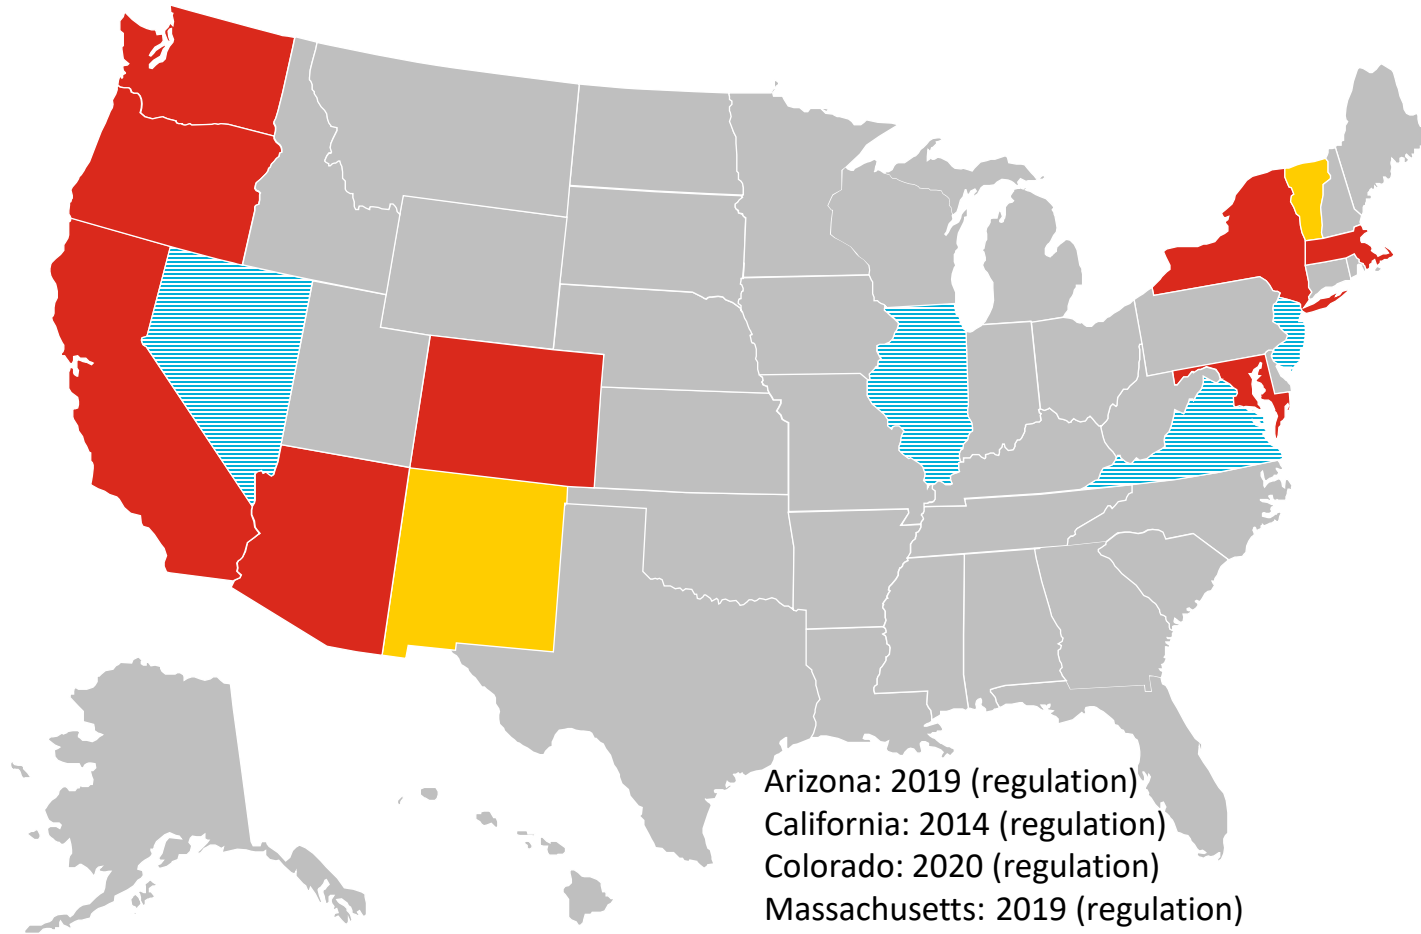 Arizona: 2019 (regulation)
California: 2014 (regulation)
Colorado: 2020 (regulation)
Massachusetts: 2019 (regulation)